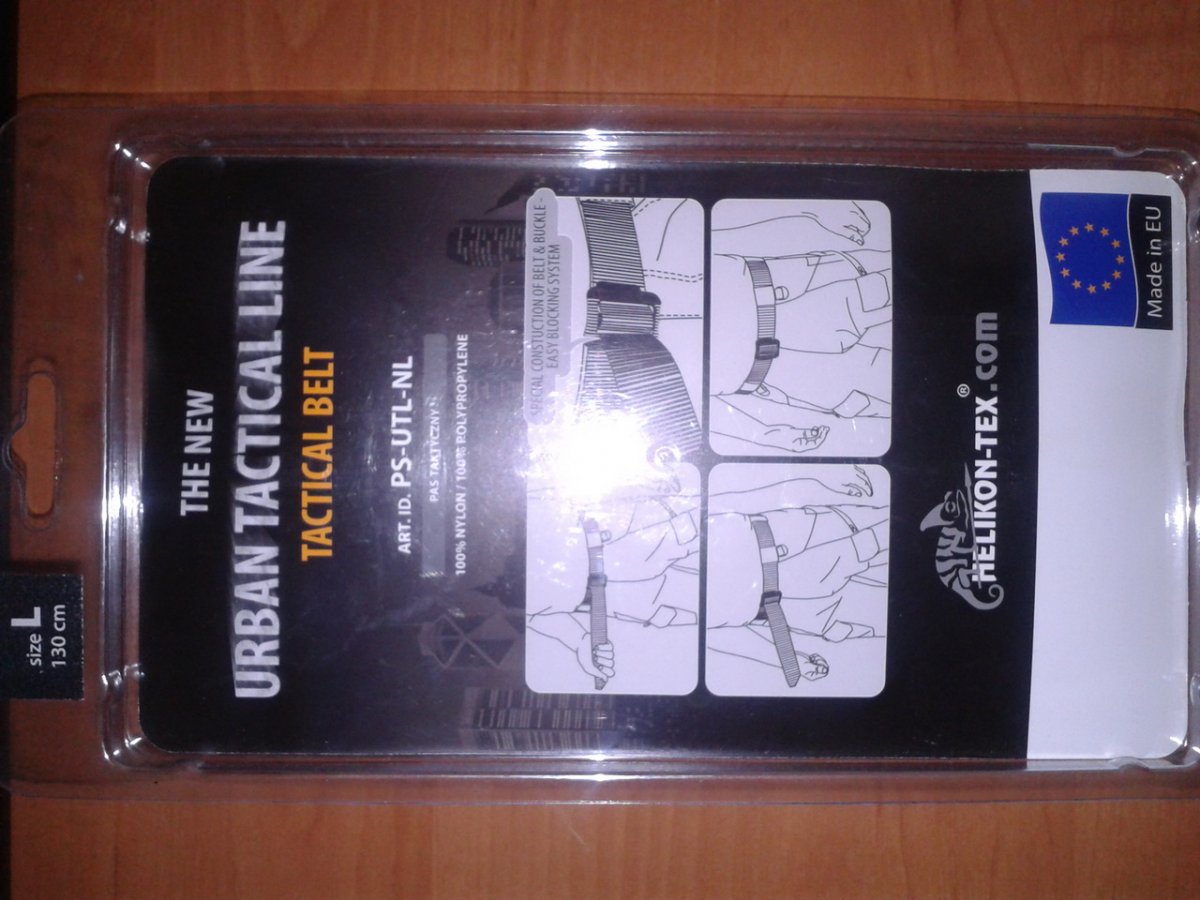 size L
130 cm
THE NEW
URBAN TACTICAL LINE
TACTICAL BELT
ART. ID. PS-UTL-NL
PAS TAKTYCZNY
100% NYLON / 100% POLYPROPYLENE
SPECIAL CONSTUCTION OF BELT & BUCKLE -
EASY BLOCKING SYSTEM
HELIKON-TEX®.com
Made in EU